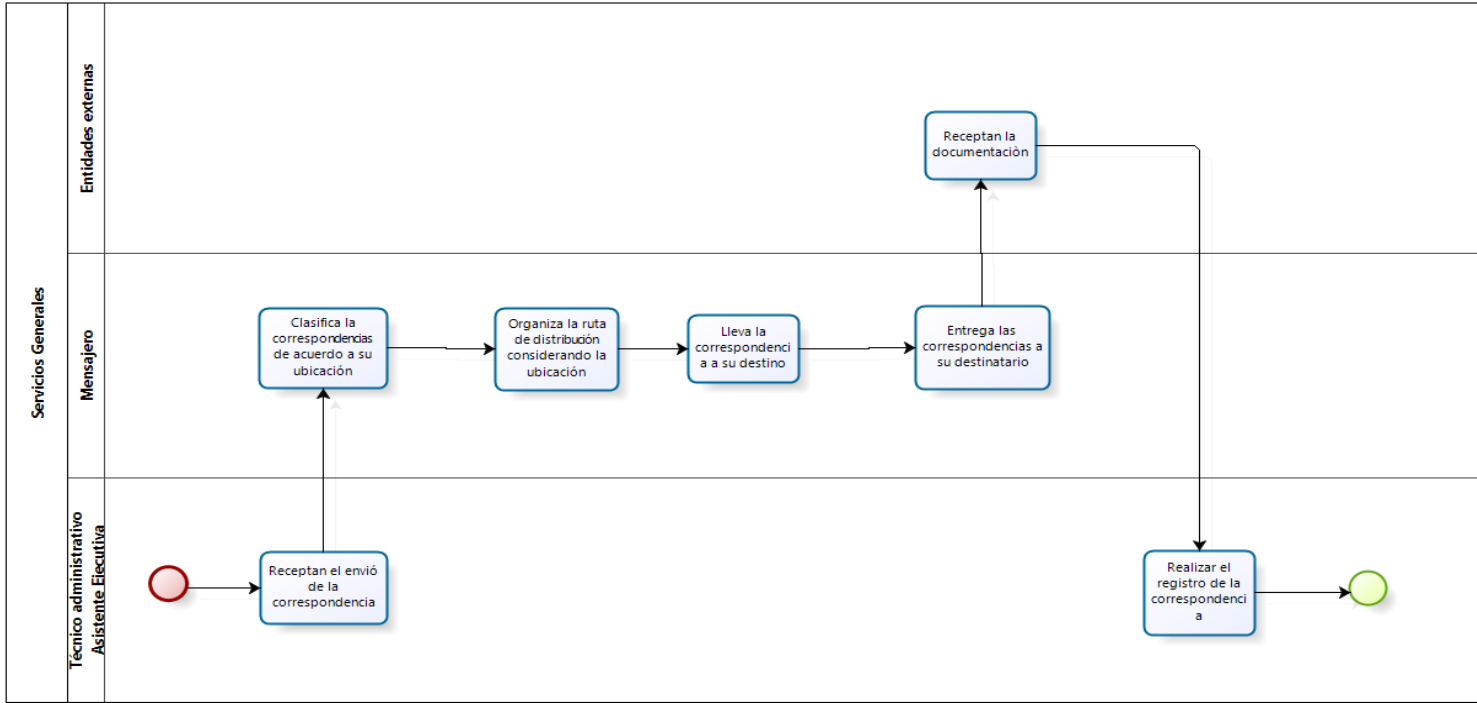 Servicios Generales
Entidades externas
Receptan la
documentaciòn
Mensajero
Clasifica la
correspondencias
de acuerdo a su
ubicación
Organiza la ruta
de distribución
considerando la
ubicación
Lleva la
correspondenci
a a su destino
Entrega las
correspondencias a
su destinatario
Técnico administrativo
Asistente Ejecutiva
Receptan el envió
de la
correspondencia
Realizar el
registro de la
correspondenci
a